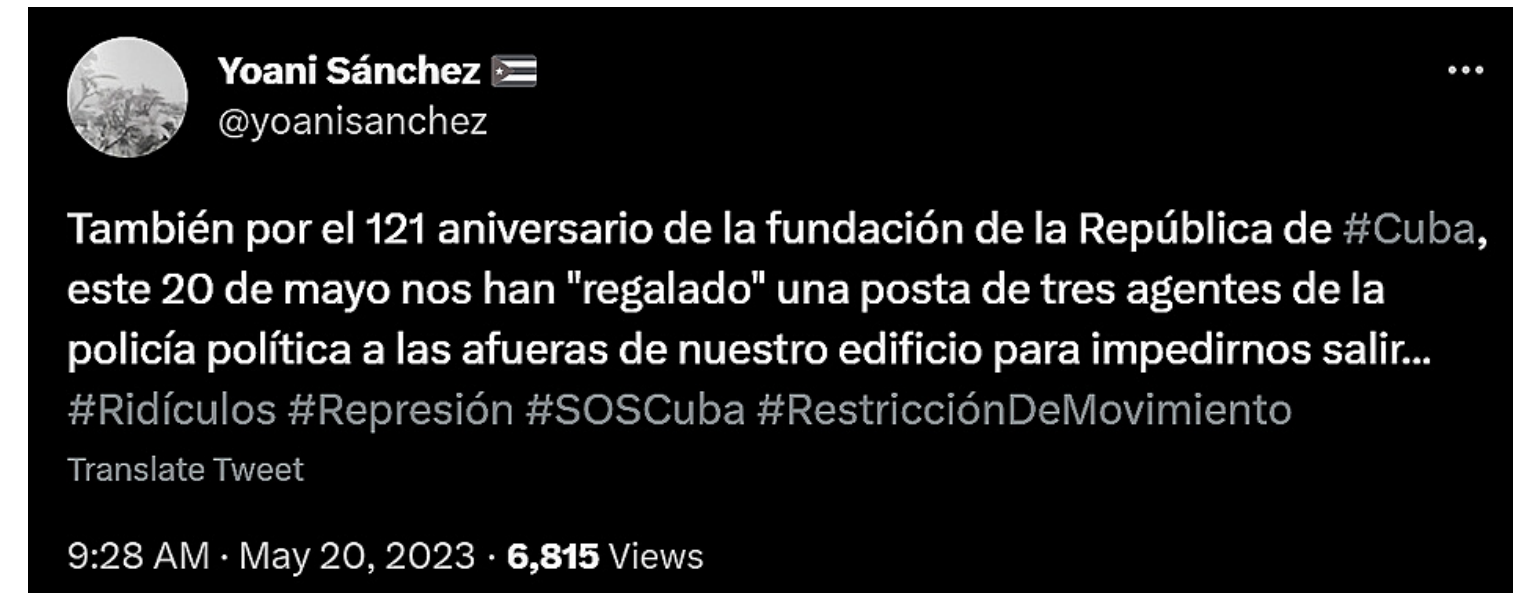 Yoani Sánchez 🇨🇺
@yoanisanchez
También por el 121 aniversario de la fundación de la República de #Cuba,
este 20 de mayo nos han "regalado" una posta de tres agentes de la
policía política a las afueras de nuestro edificio para impedirnos salir...
#Ridículos #Represión #SOSCuba #RestricciónDeMovimiento
Translate Tweet
9:28 AM · May 20, 2023 · 6,815 Views